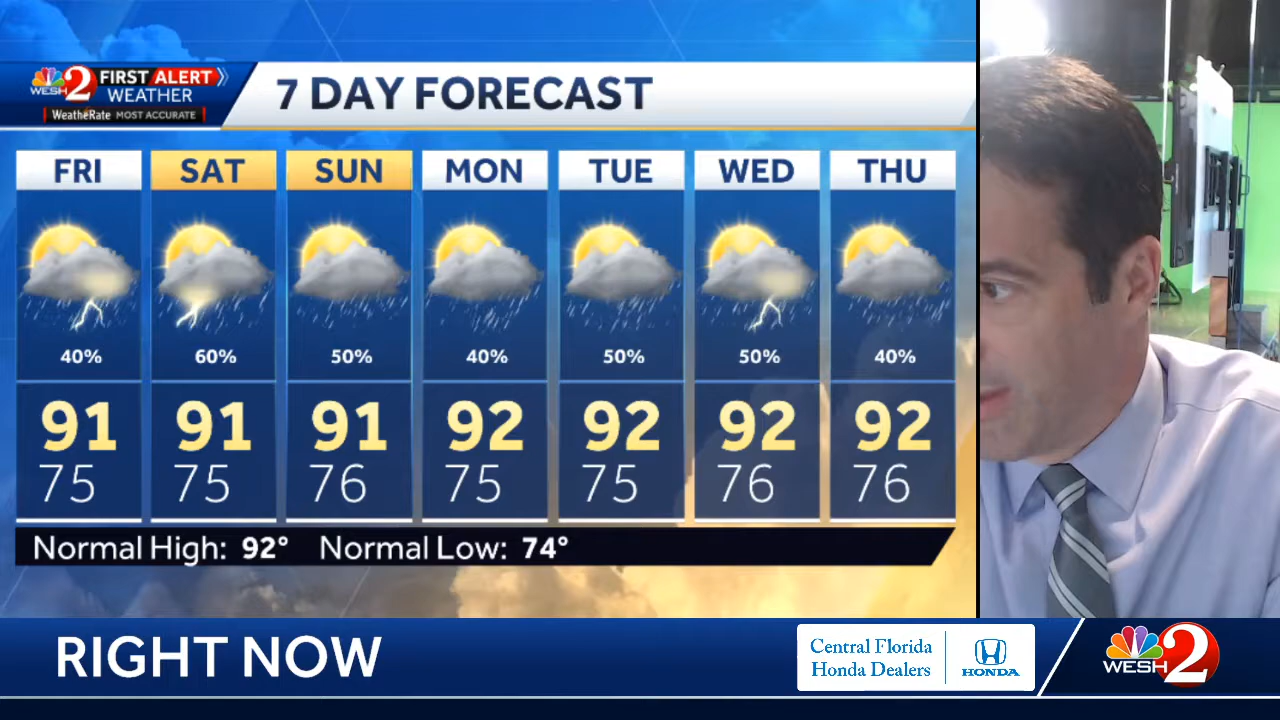 WESH 2 FIRST ALERT
WEATHER
WeatheRate MOST ACCURATE
7 DAY FORECAST
FRI SAT SUN MON TUE WED THU
40% 60% 50% 40% 50% 50% 40%
91 91 91 92 92 92 92
75 75 76 75 75 76 76
Normal High: 92° Normal Low: 74°
RIGHT NOW
Central Florida
Honda Dealers
HONDA
WESH 2